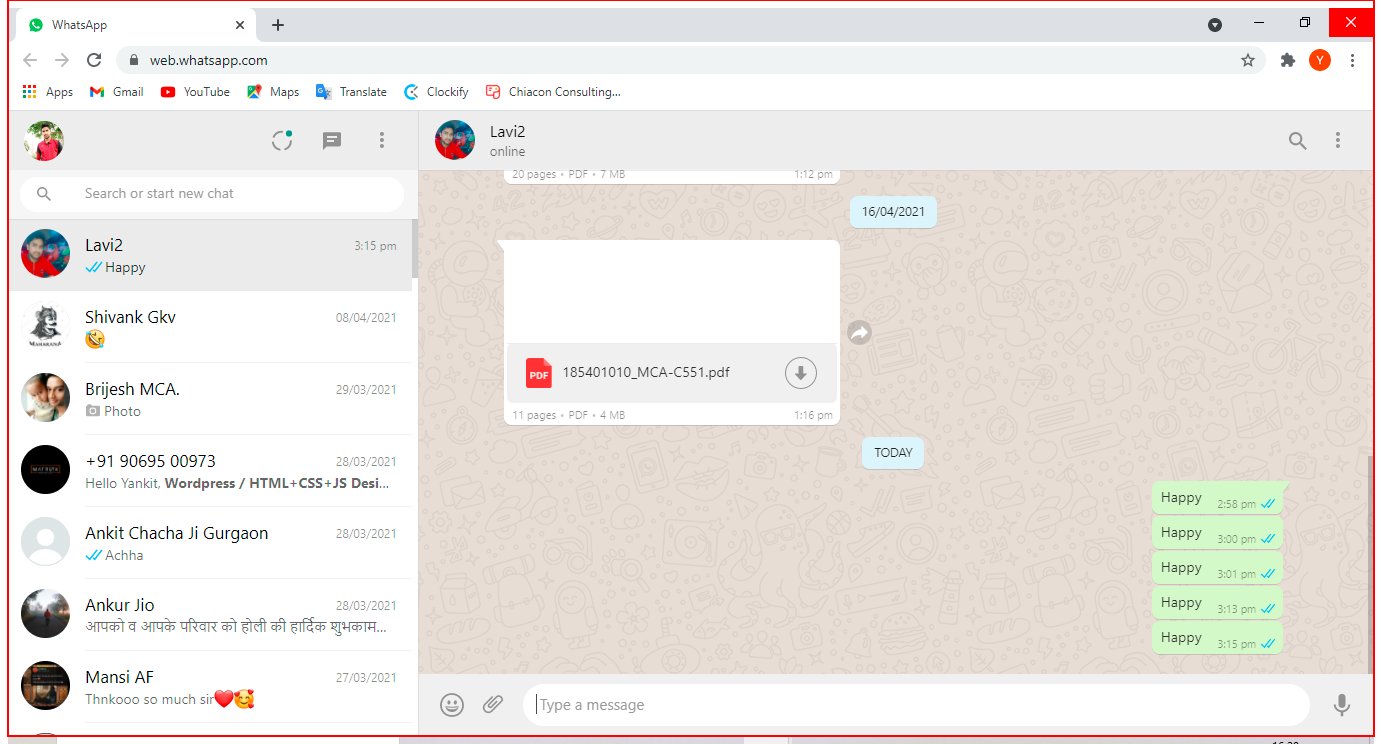 WhatsApp
web.whatsapp.com
Y
Apps Gmail YouTube Maps Translate Clockify Chiacon Consulting...
Search or start new chat
Lavi2 3:15 pm
Happy
Shivank Gkv 08/04/2021
MAHARANA
Brijesh MCA. 29/03/2021
Photo
+91 90695 00973 28/03/2021
Hello Yankit, Wordpress / HTML+CSS+JS Desi...
Ankit Chacha Ji Gurgaon 28/03/2021
Achha
Ankur Jio 28/03/2021
आपको व आपके परिवार को होली की हार्दिक शुभकाम...
Mansi AF 27/03/2021
Thnkooo so much sir❤️🥰
Lavi2
online
20 pages • PDF • 7 MB 1:12 pm
16/04/2021
PDF 185401010_MCA-C551.pdf
11 pages • PDF • 4 MB 1:16 pm
TODAY
Happy 2:58 pm
Happy 3:00 pm
Happy 3:01 pm
Happy 3:13 pm
Happy 3:15 pm
Type a message